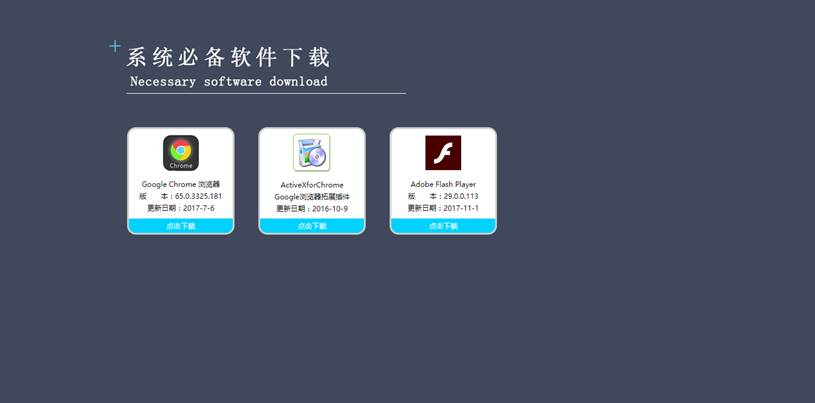 系统必备软件下载
Necessary software download
Chrome
Google Chrome 浏览器
版 本：65.0.3325.181
更新日期：2017-7-6
点击下载
ActiveXforChrome
Google浏览器拓展插件
更新日期：2016-10-9
点击下载
Adobe Flash Player
版 本：29.0.0.113
更新日期：2017-11-1
点击下载